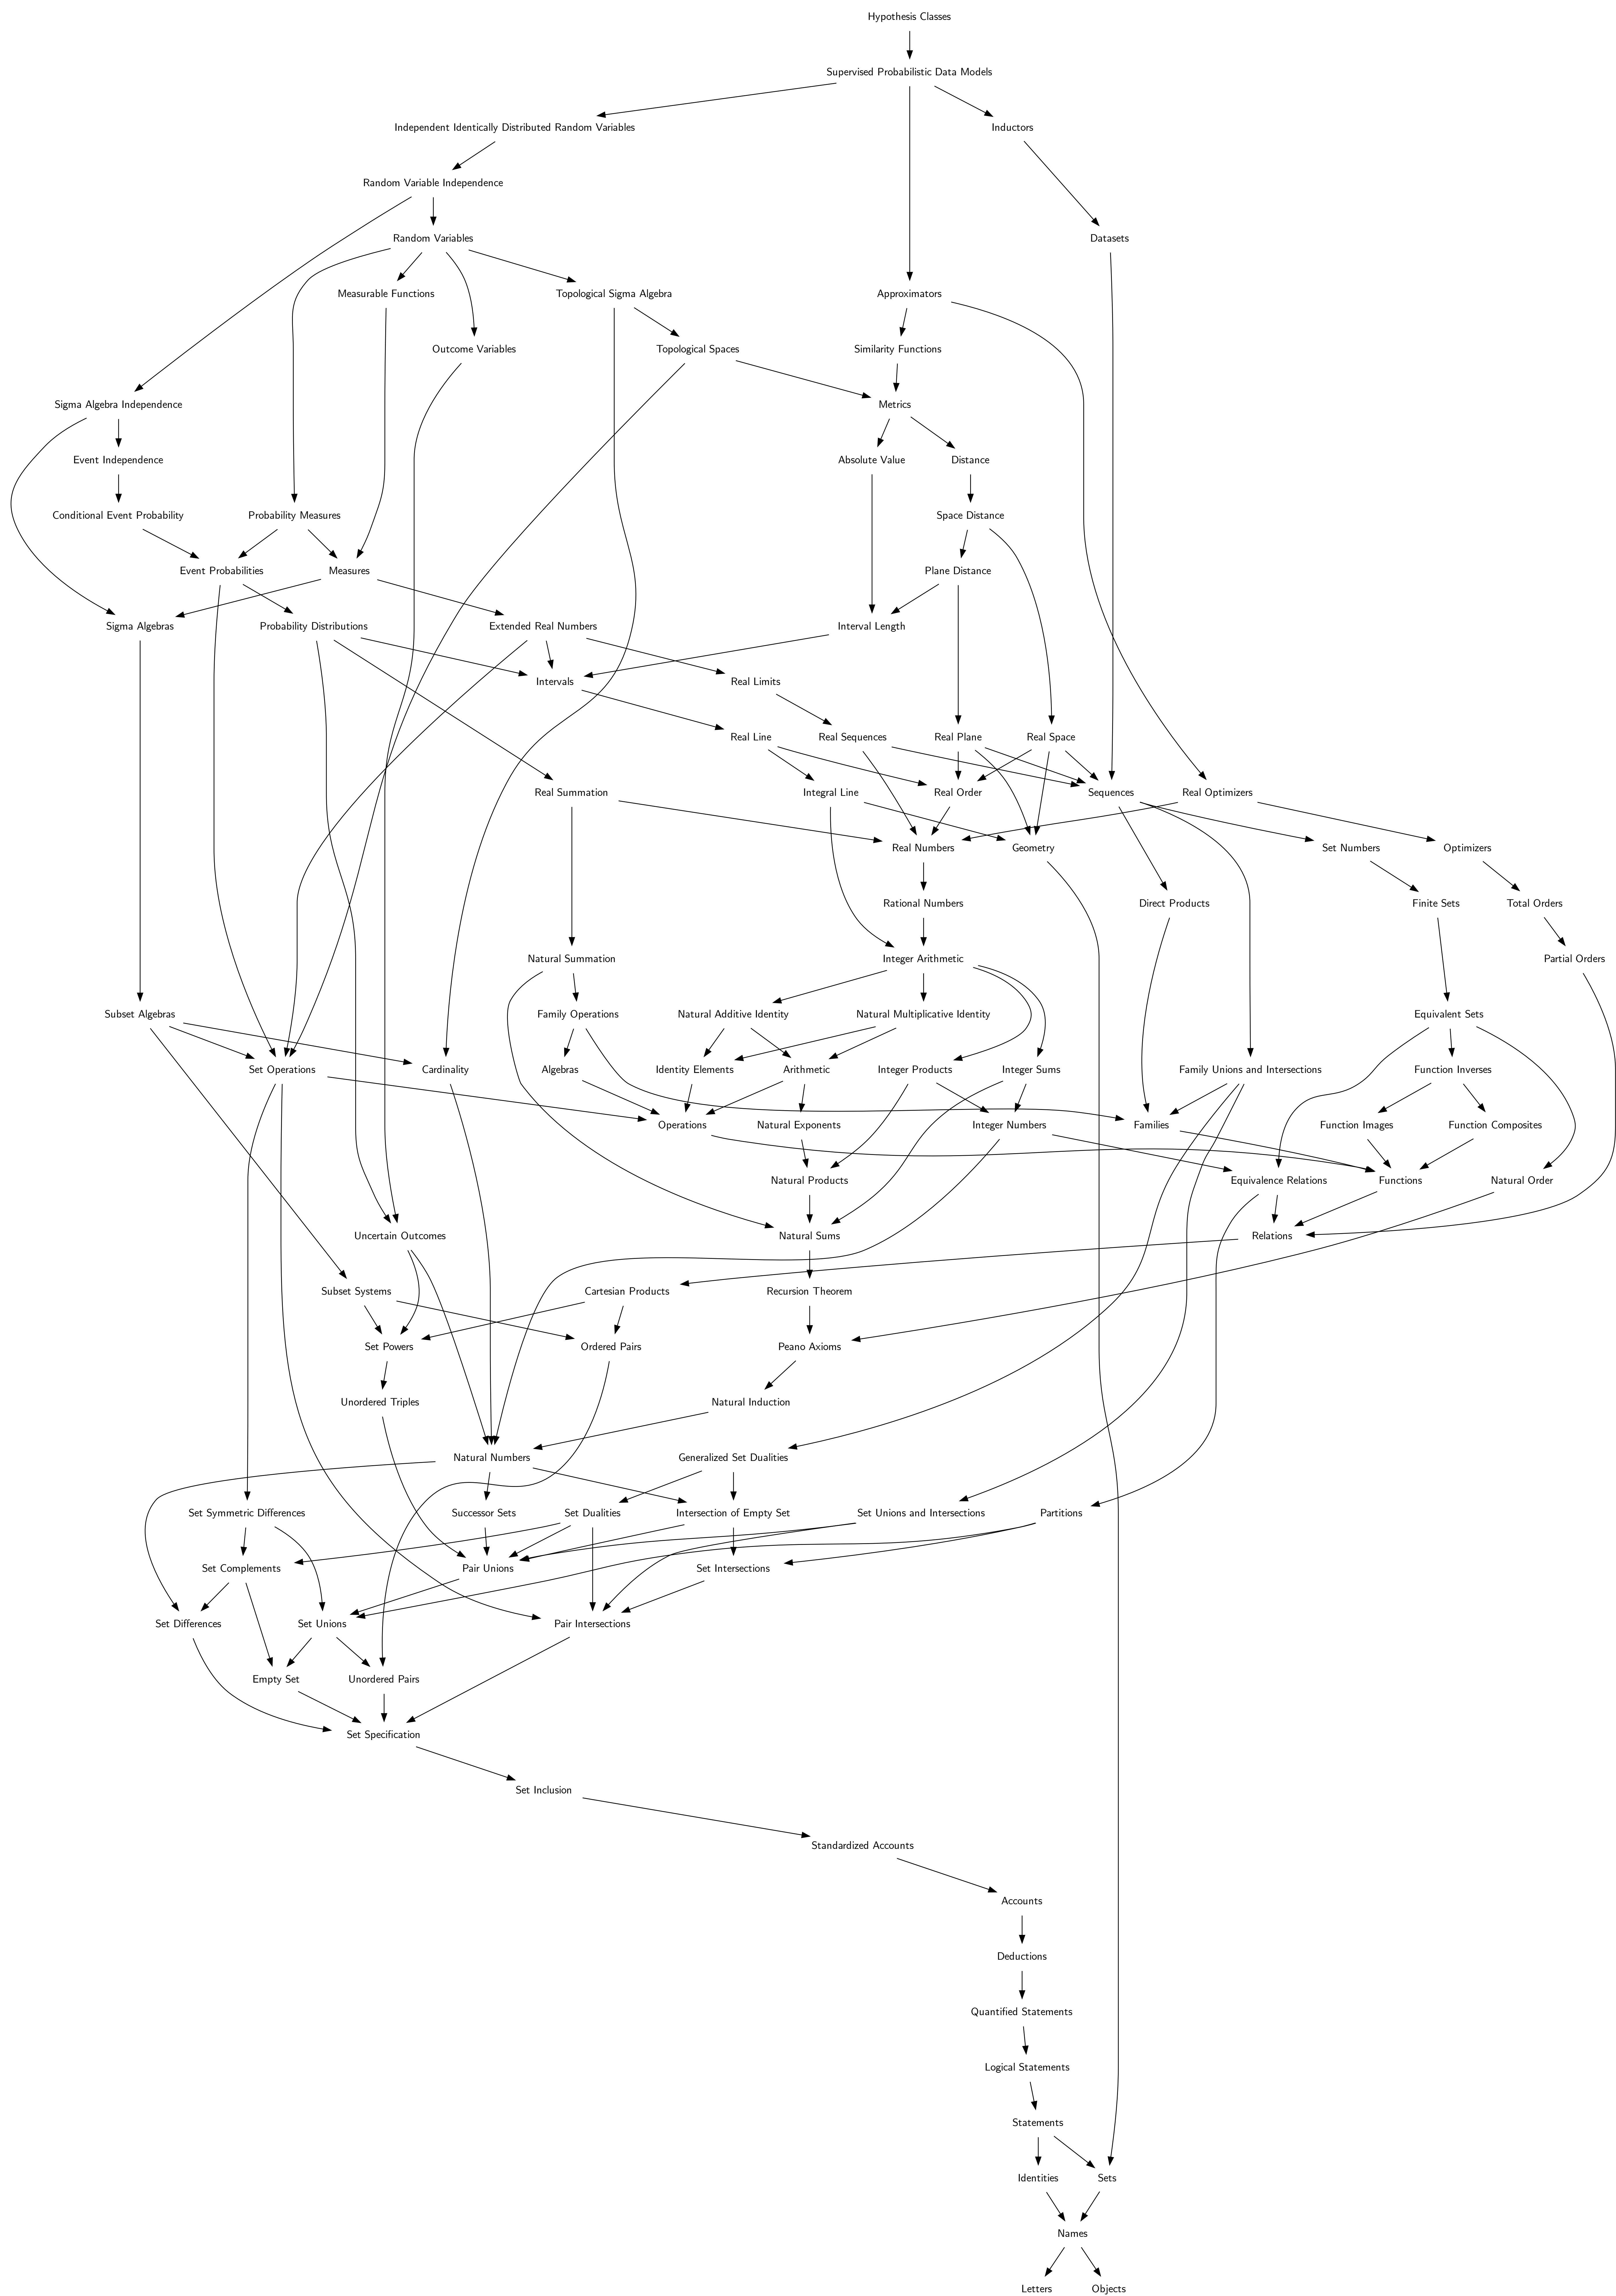 Hypothesis Classes
Supervised Probabilistic Data Models
Independent Identically Distributed Random Variables
Inductors
Random Variable Independence
Random Variables
Datasets
Measurable Functions
Topological Sigma Algebra
Approximators
Outcome Variables
Topological Spaces
Similarity Functions
Sigma Algebra Independence
Metrics
Event Independence
Absolute Value
Distance
Conditional Event Probability
Probability Measures
Space Distance
Event Probabilities
Measures
Plane Distance
Sigma Algebras
Probability Distributions
Extended Real Numbers
Interval Length
Intervals
Real Limits
Real Line
Real Sequences
Real Plane
Real Space
Real Summation
Integral Line
Real Order
Sequences
Real Optimizers
Real Numbers
Geometry
Set Numbers
Optimizers
Rational Numbers
Direct Products
Finite Sets
Total Orders
Natural Summation
Integer Arithmetic
Partial Orders
Subset Algebras
Family Operations
Natural Additive Identity
Natural Multiplicative Identity
Equivalent Sets
Set Operations
Cardinality
Algebras
Identity Elements
Arithmetic
Integer Products
Integer Sums
Family Unions and Intersections
Function Inverses
Operations
Natural Exponents
Integer Numbers
Families
Function Images
Function Composites
Natural Products
Equivalence Relations
Functions
Natural Order
Uncertain Outcomes
Natural Sums
Relations
Subset Systems
Cartesian Products
Recursion Theorem
Set Powers
Ordered Pairs
Peano Axioms
Unordered Triples
Natural Induction
Natural Numbers
Generalized Set Dualities
Set Symmetric Differences
Successor Sets
Set Dualities
Intersection of Empty Set
Set Unions and Intersections
Partitions
Set Complements
Pair Unions
Set Intersections
Set Differences
Set Unions
Pair Intersections
Empty Set
Unordered Pairs
Set Specification
Set Inclusion
Standardized Accounts
Accounts
Deductions
Quantified Statements
Logical Statements
Statements
Identities
Sets
Names
Letters
Objects